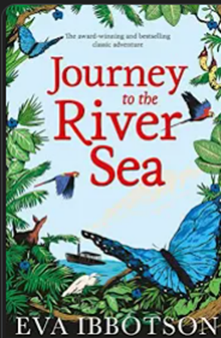 The award-winning and bestselling
classic adventure
Journey
to the
River
Sea
EVA IBBOTSON